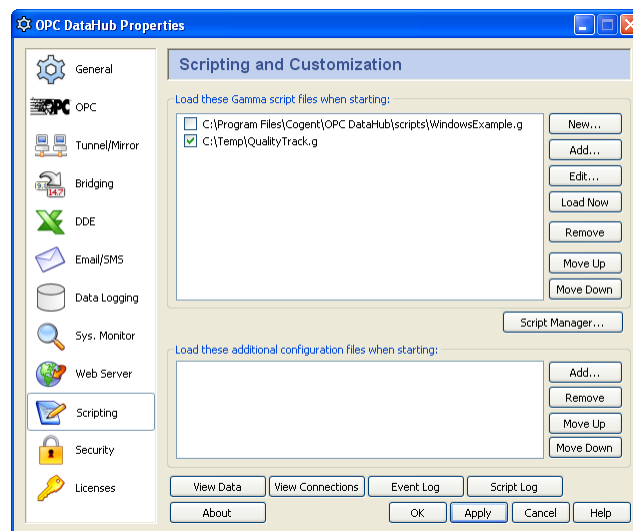 OPC DataHub Properties
General
OPC
Tunnel/Mirror
14.7
Bridging
DDE
Email/SMS
Data Logging
Sys. Monitor
Web Server
Scripting
Security
Licenses
Scripting and Customization
Load these Gamma script files when starting:
C:\Program Files\Cogent\OPC DataHub\scripts\WindowsExample.g
C:\Temp\QualityTrack.g
New...
Add...
Edit...
Load Now
Remove
Move Up
Move Down
Script Manager...
Load these additional configuration files when starting:
Add...
Remove
Move Up
Move Down
View Data
View Connections
Event Log
Script Log
About
OK
Apply
Cancel
Help